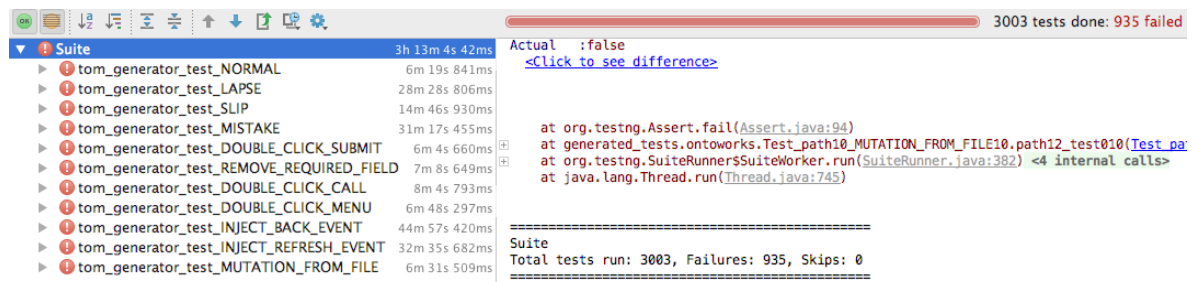 OK
3003 tests done: 935 failed
Suite 3h 13m 4s 42ms
tom_generator_test_NORMAL 6m 19s 841ms
tom_generator_test_LAPSE 28m 28s 806ms
tom_generator_test_SLIP 14m 46s 930ms
tom_generator_test_MISTAKE 31m 17s 455ms
tom_generator_test_DOUBLE_CLICK_SUBMIT 6m 4s 660ms
tom_generator_test_REMOVE_REQUIRED_FIELD 7m 8s 649ms
tom_generator_test_DOUBLE_CLICK_CALL 8m 4s 793ms
tom_generator_test_DOUBLE_CLICK_MENU 6m 48s 297ms
tom_generator_test_INJECT_BACK_EVENT 44m 57s 420ms
tom_generator_test_INJECT_REFRESH_EVENT 32m 35s 682ms
tom_generator_test_MUTATION_FROM_FILE 6m 31s 509ms
Actual :false
<Click to see difference>
at org.testng.Assert.fail(Assert.java:94)
at generated_tests.ontoworks.Test_path10_MUTATION_FROM_FILE10.path12_test010(Test_pa
at org.testng.SuiteRunner$SuiteWorker.run(SuiteRunner.java:382) <4 internal calls>
at java.lang.Thread.run(Thread.java:745)
===============================================
Suite
Total tests run: 3003, Failures: 935, Skips: 0
===============================================